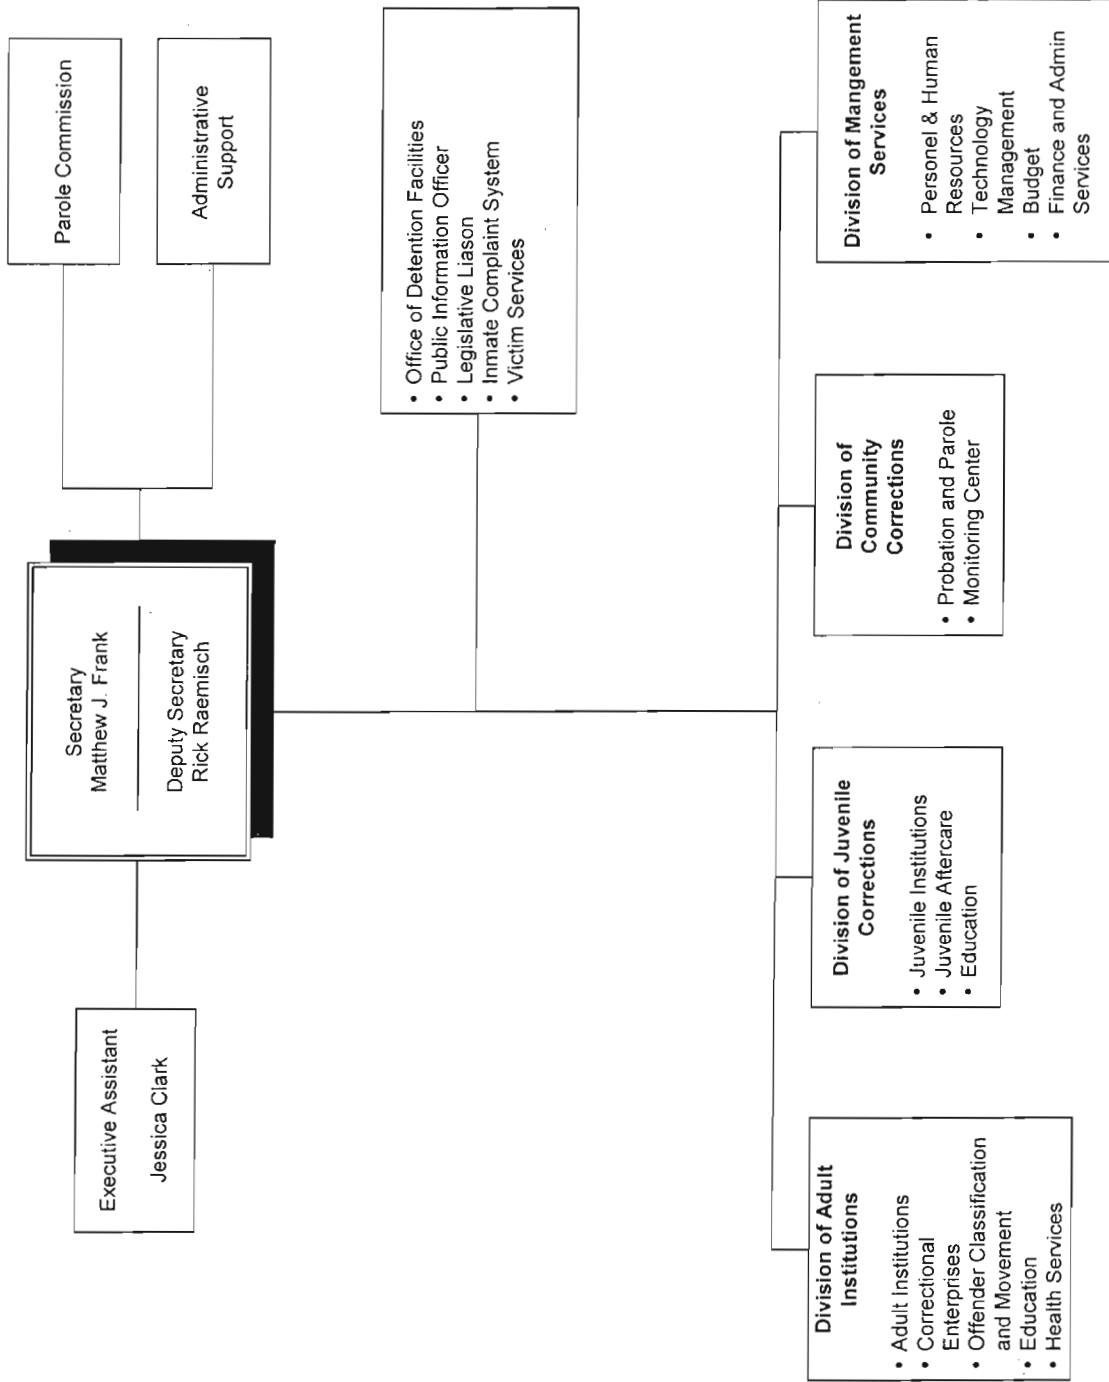 Parole Commission
Administrative
Support
Secretary
Matthew J. Frank
Deputy Secretary
Rick Raemisch
Executive Assistant
Jessica Clark
• Office of Detention Facilities
• Public Information Officer
• Legislative Liason
• Inmate Complaint System
• Victim Services
Division of Adult
Institutions
• Adult Institutions
• Correctional
Enterprises
• Offender Classification
and Movement
• Education
• Health Services
Division of Juvenile
Corrections
• Juvenile Institutions
• Juvenile Aftercare
• Education
Division of
Community
Corrections
• Probation and Parole
• Monitoring Center
Division of Mangement
Services
• Personel & Human
Resources
• Technology
Management
• Budget
• Finance and Admin
Services